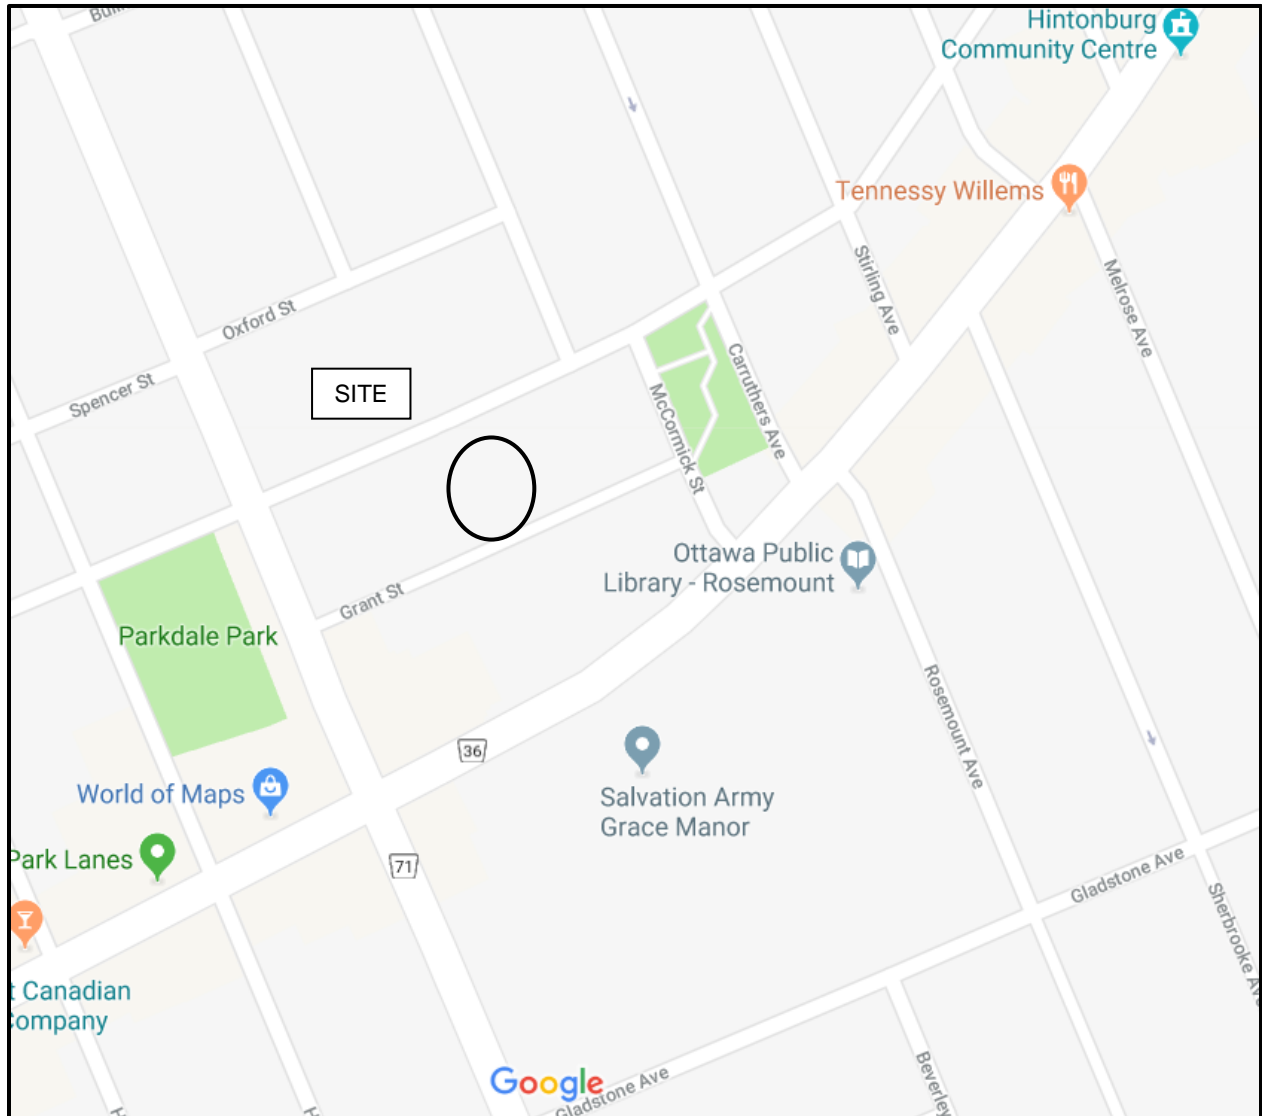 Hintonburg
Community Centre
Tennessy Willems
Stirling Ave
Melrose Ave
Oxford St
Spencer St
SITE
Carruthers Ave
McCormick St
Ottawa Public
Library - Rosemount
Grant St
Parkdale Park
Rosemount Ave
36
World of Maps
Salvation Army
Grace Manor
Park Lanes
71
Gladstone Ave
Sherbrooke Av
t Canadian
Company
Google
Gladstone Ave
Beverley